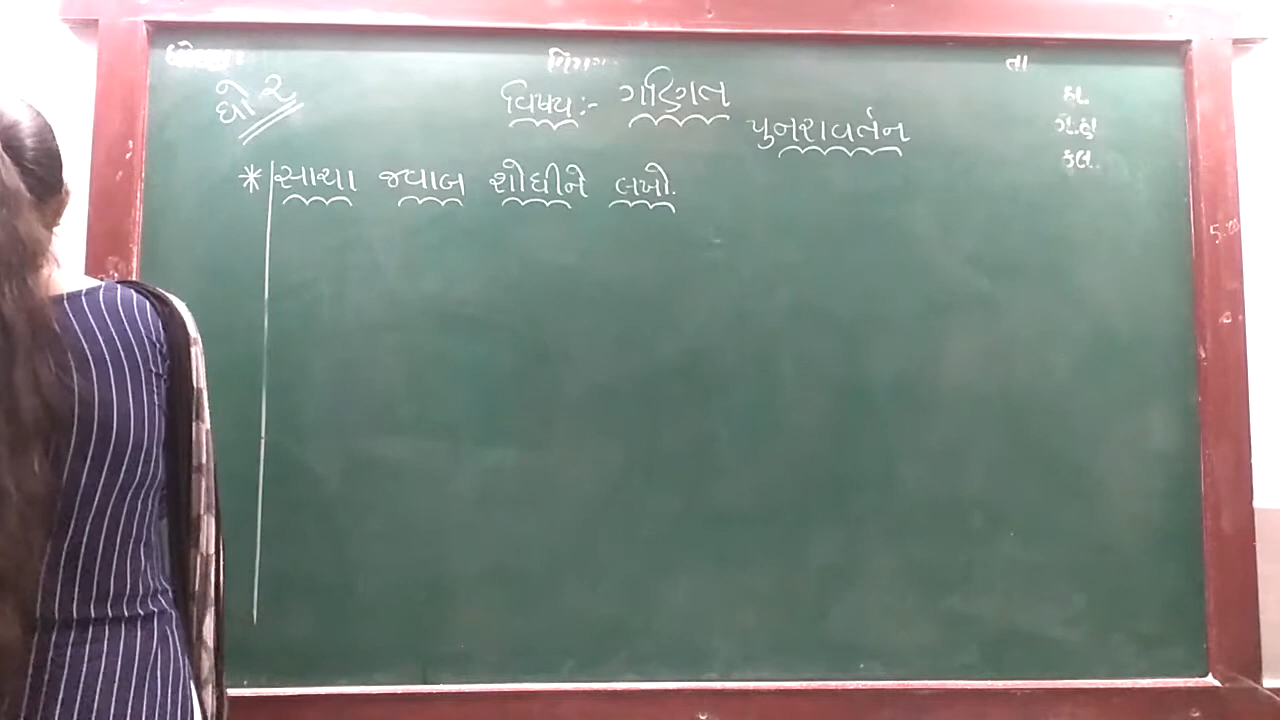 તા
ધો ૨
વિષય :- ગણિત
હા.
ગે.હા
કુલ.
પુનરાવર્તન
* સાચા જવાબ શોધીને લખો.